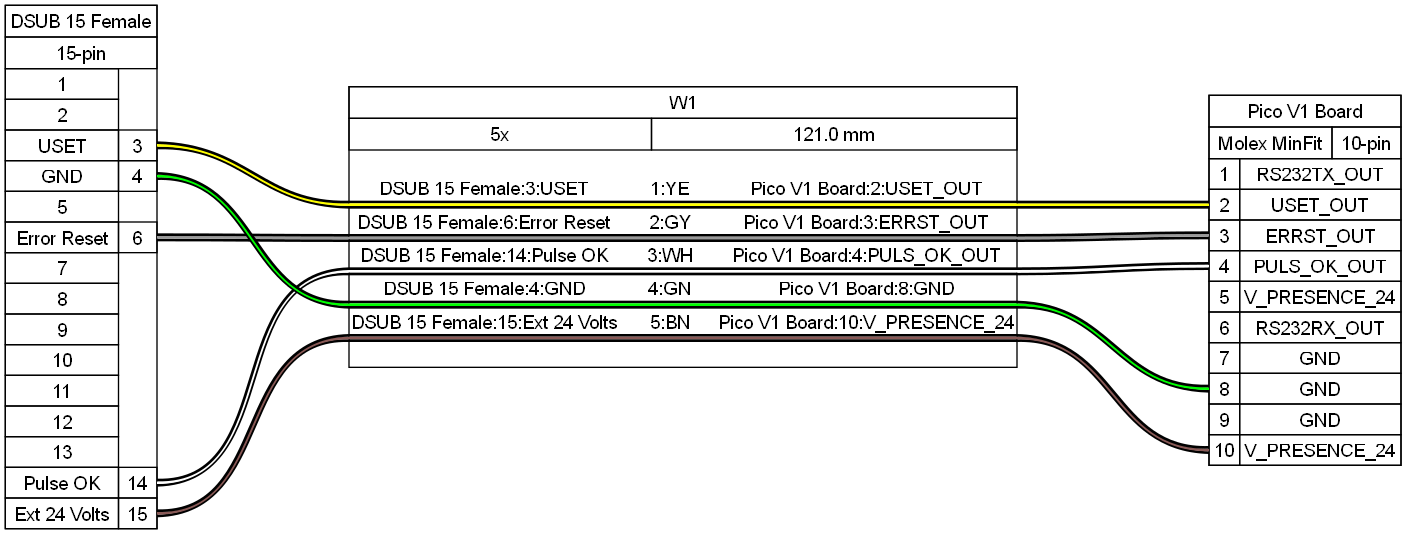 DSUB 15 Female
15-pin
1
2
USET 3
GND 4
5
Error Reset 6
7
8
9
10
11
12
13
Pulse OK 14
Ext 24 Volts 15
W1
5x 121.0 mm
DSUB 15 Female:3:USET 1:YE Pico V1 Board:2:USET_OUT
DSUB 15 Female:6:Error Reset 2:GY Pico V1 Board:3:ERRST_OUT
DSUB 15 Female:14:Pulse OK 3:WH Pico V1 Board:4:PULS_OK_OUT
DSUB 15 Female:4:GND 4:GN Pico V1 Board:8:GND
DSUB 15 Female:15:Ext 24 Volts 5:BN Pico V1 Board:10:V_PRESENCE_24
Pico V1 Board
Molex MinFit 10-pin
1 RS232TX_OUT
2 USET_OUT
3 ERRST_OUT
4 PULS_OK_OUT
5 V_PRESENCE_24
6 RS232RX_OUT
7 GND
8 GND
9 GND
10 V_PRESENCE_24